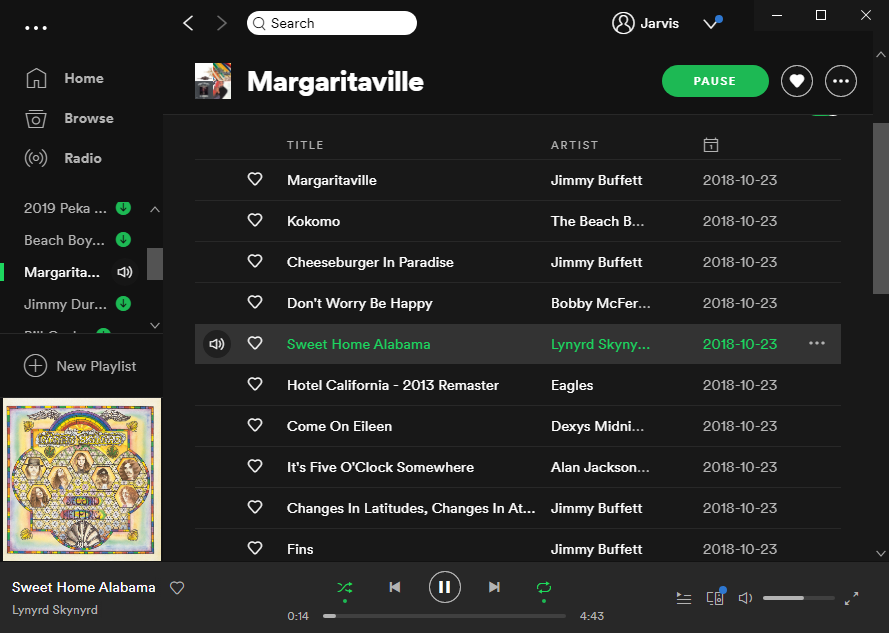 Search
Jarvis
Home
Browse
Radio
2019 Peka ...
Beach Boy...
Margarita...
Jimmy Dur...
New Playlist
Margaritaville
PAUSE
TITLE ARTIST
Margaritaville Jimmy Buffett 2018-10-23
Kokomo The Beach B... 2018-10-23
Cheeseburger In Paradise Jimmy Buffett 2018-10-23
Don't Worry Be Happy Bobby McFer... 2018-10-23
Sweet Home Alabama Lynyrd Skyny... 2018-10-23
Hotel California - 2013 Remaster Eagles 2018-10-23
Come On Eileen Dexys Midni... 2018-10-23
It's Five O'Clock Somewhere Alan Jackson... 2018-10-23
Changes In Latitudes, Changes In At... Jimmy Buffett 2018-10-23
Fins Jimmy Buffett 2018-10-23
SECOND
HELPING
Sweet Home Alabama
Lynyrd Skynyrd
0:14 4:43